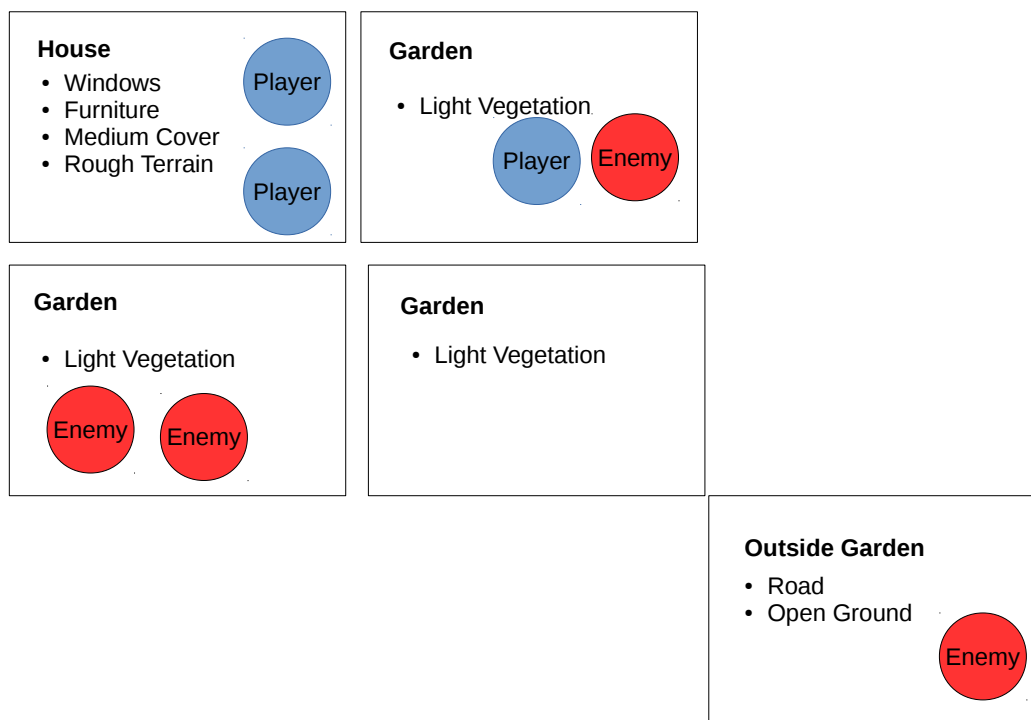 House
• Windows
• Furniture
• Medium Cover
• Rough Terrain
Player
Player
Garden
• Light Vegetation
Player
Enemy
Garden
• Light Vegetation
Enemy
Enemy
Garden
• Light Vegetation
Outside Garden
• Road
• Open Ground
Enemy